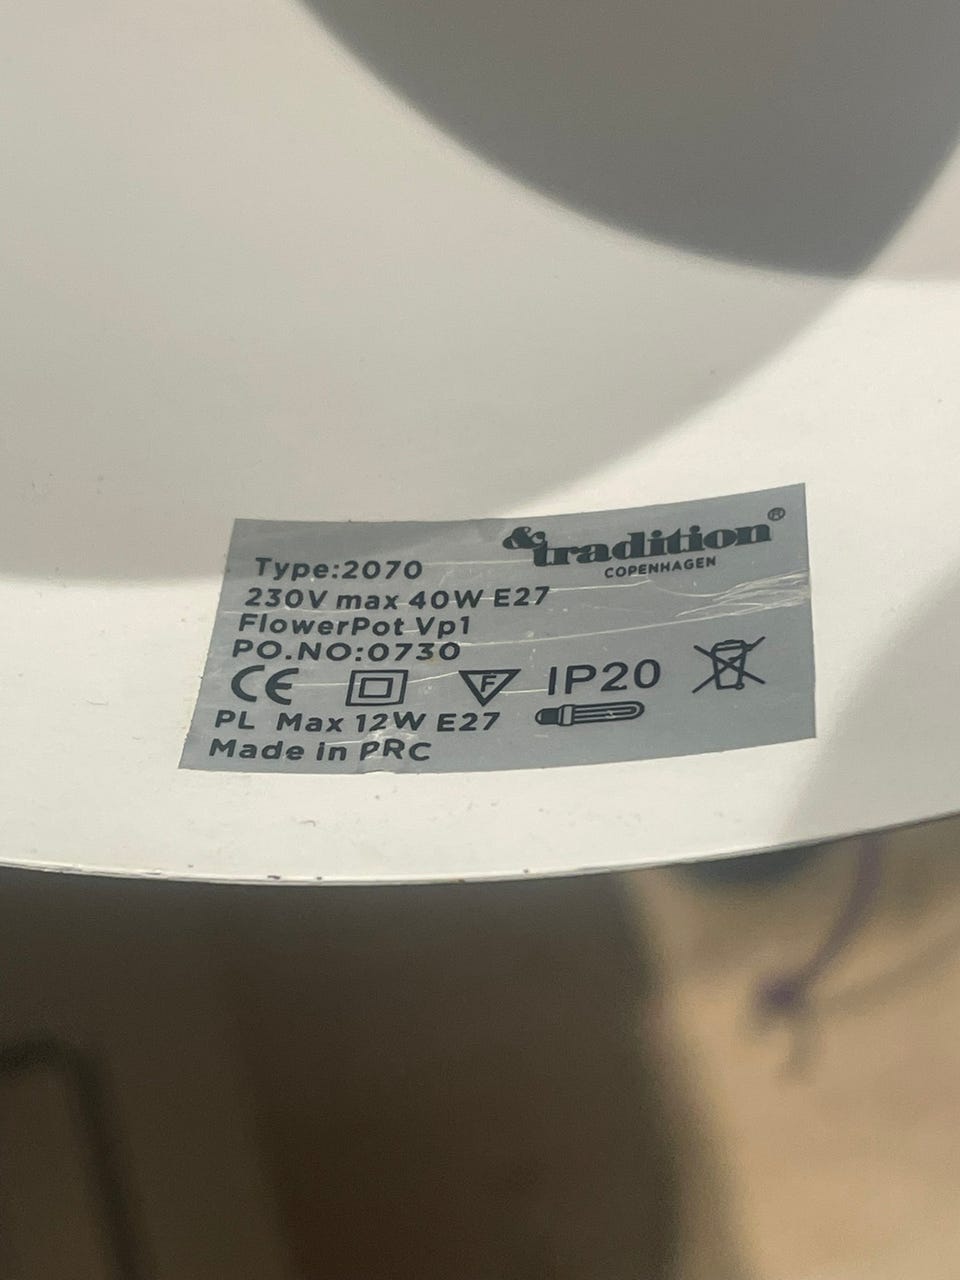 &tradition®
COPENHAGEN
Type:2070
230V max 40W E27
FlowerPot Vp1
PO.NO:0730
CE F IP20
PL Max 12W E27
Made in PRC